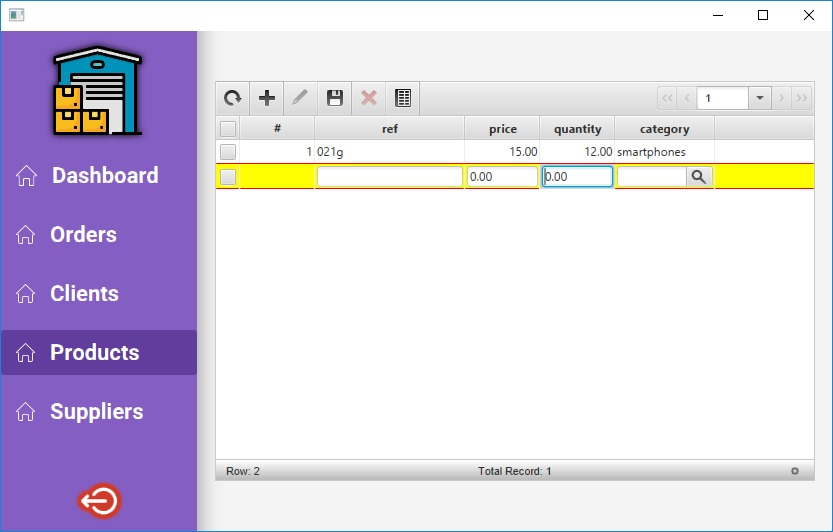 Dashboard
Orders
Clients
Products
Suppliers
1
# ref price quantity category
1 021g 15.00 12.00 smartphones
0.00 0.00
Row: 2 Total Record: 1